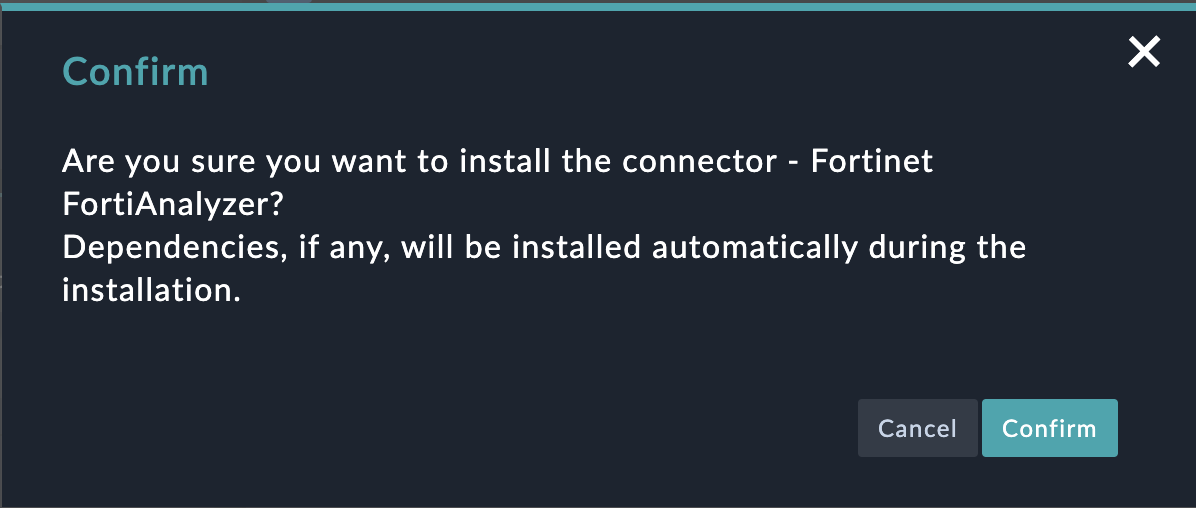 Confirm
Are you sure you want to install the connector - Fortinet
FortiAnalyzer?
Dependencies, if any, will be installed automatically during the
installation.
Cancel Confirm